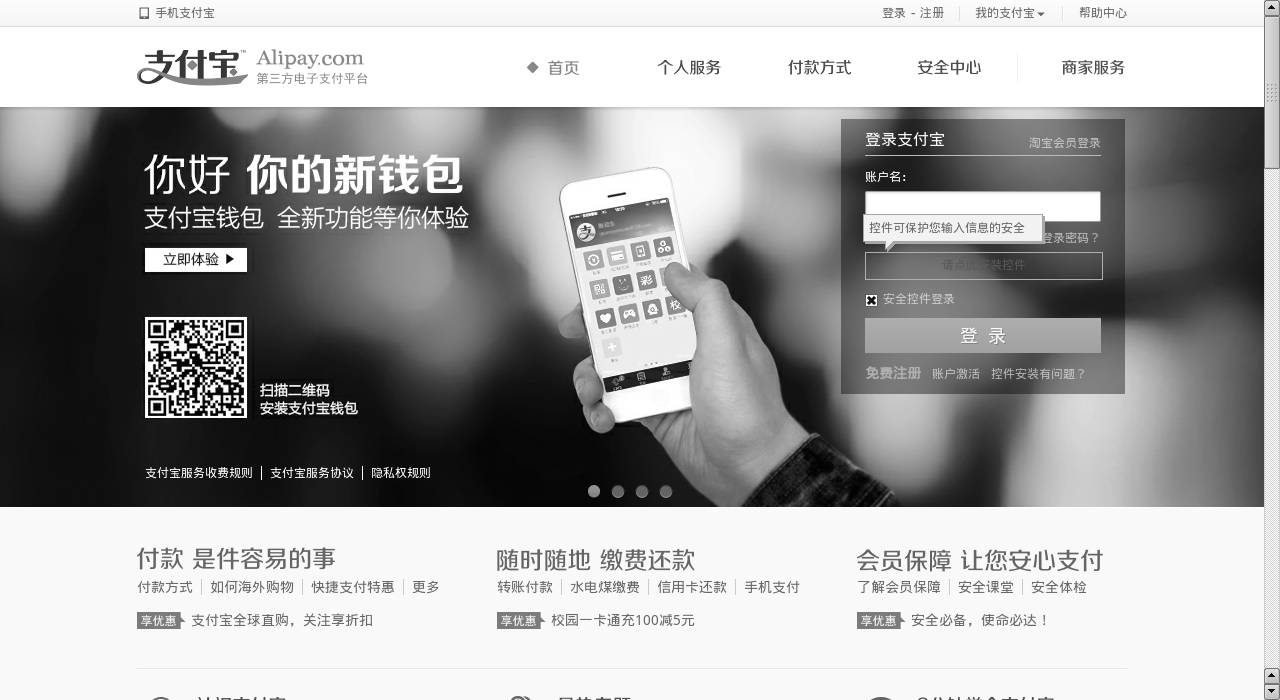 手机支付宝
登录 - 注册 我的支付宝 帮助中心
支付宝™ Alipay.com
第三方电子支付平台
首页 个人服务 付款方式 安全中心 商家服务
登录支付宝 淘宝会员登录
账户名:
控件可保护您输入信息的安全
登录密码？
安全控件登录
登 录
免费注册 账户激活 控件安装有问题？
你好 你的新钱包
支付宝钱包 全新功能等你体验
立即体验
扫描二维码
安装支付宝钱包
支付宝服务收费规则 支付宝服务协议 隐私权规则
付款 是件容易的事
付款方式 如何海外购物 快捷支付特惠 更多
享优惠 支付宝全球直购，关注享折扣
随时随地 缴费还款
转账付款 水电煤缴费 信用卡还款 手机支付
享优惠 校园一卡通充100减5元
会员保障 让您安心支付
了解会员保障 安全课堂 安全体检
享优惠 安全必备，使命必达！